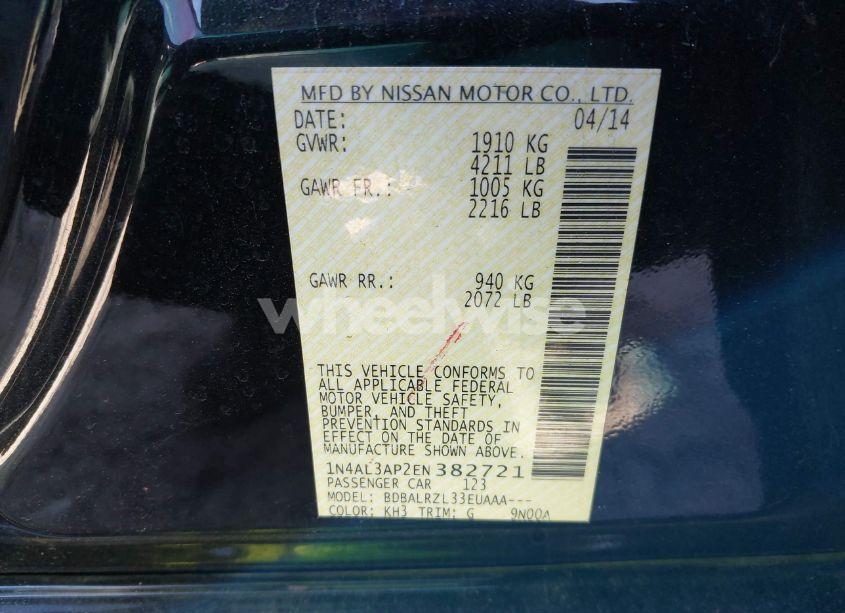 MFD BY NISSAN MOTOR CO., LTD.
DATE: 04/14
GVWR: 1910 KG
4211 LB
GAWR FR.: 1005 KG
2216 LB
GAWR RR.: 940 KG
2072 LB
wheelwise
THIS VEHICLE CONFORMS TO
ALL APPLICABLE FEDERAL
MOTOR VEHICLE SAFETY,
BUMPER, AND THEFT
PREVENTION STANDARDS IN
EFFECT ON THE DATE OF
MANUFACTURE SHOWN ABOVE.
1N4AL3AP2EN382721
PASSENGER CAR 123
MODEL: BDBALRZL33EUAAA---
COLOR: KH3 TRIM: G 9N00A